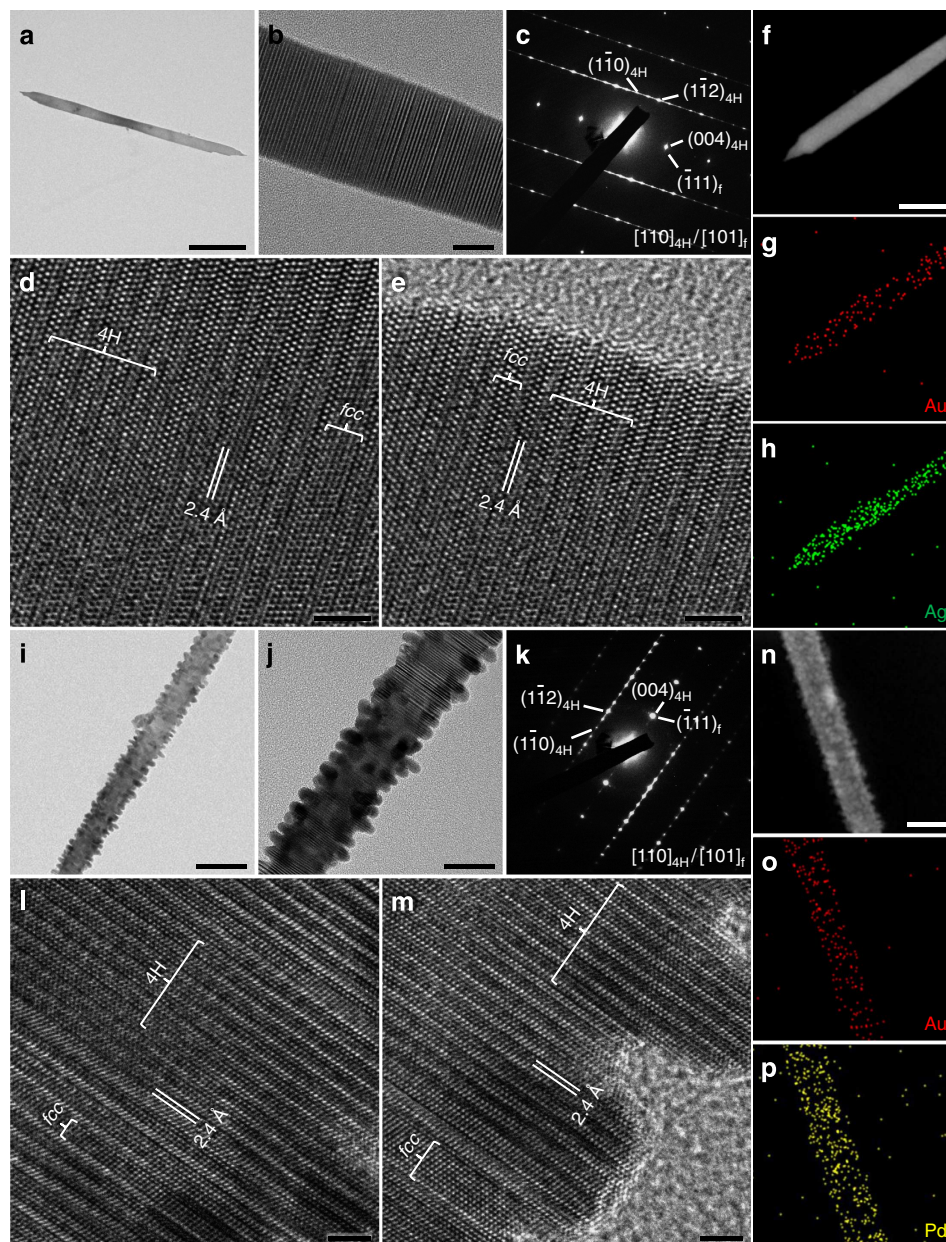 a
b
c
(11̄0)4H
(11̄2)4H
(004)4H
(1̄11)f
[110]4H/[101]f
f
g
Au
h
Ag
d
4H
fcc
2.4 Å
e
fcc
4H
2.4 Å
i
j
k
(11̄2)4H
(004)4H
(1̄11)f
(11̄0)4H
[110]4H/[101]f
n
o
Au
p
Pd
l
4H
fcc
2.4 Å
m
4H
2.4 Å
fcc